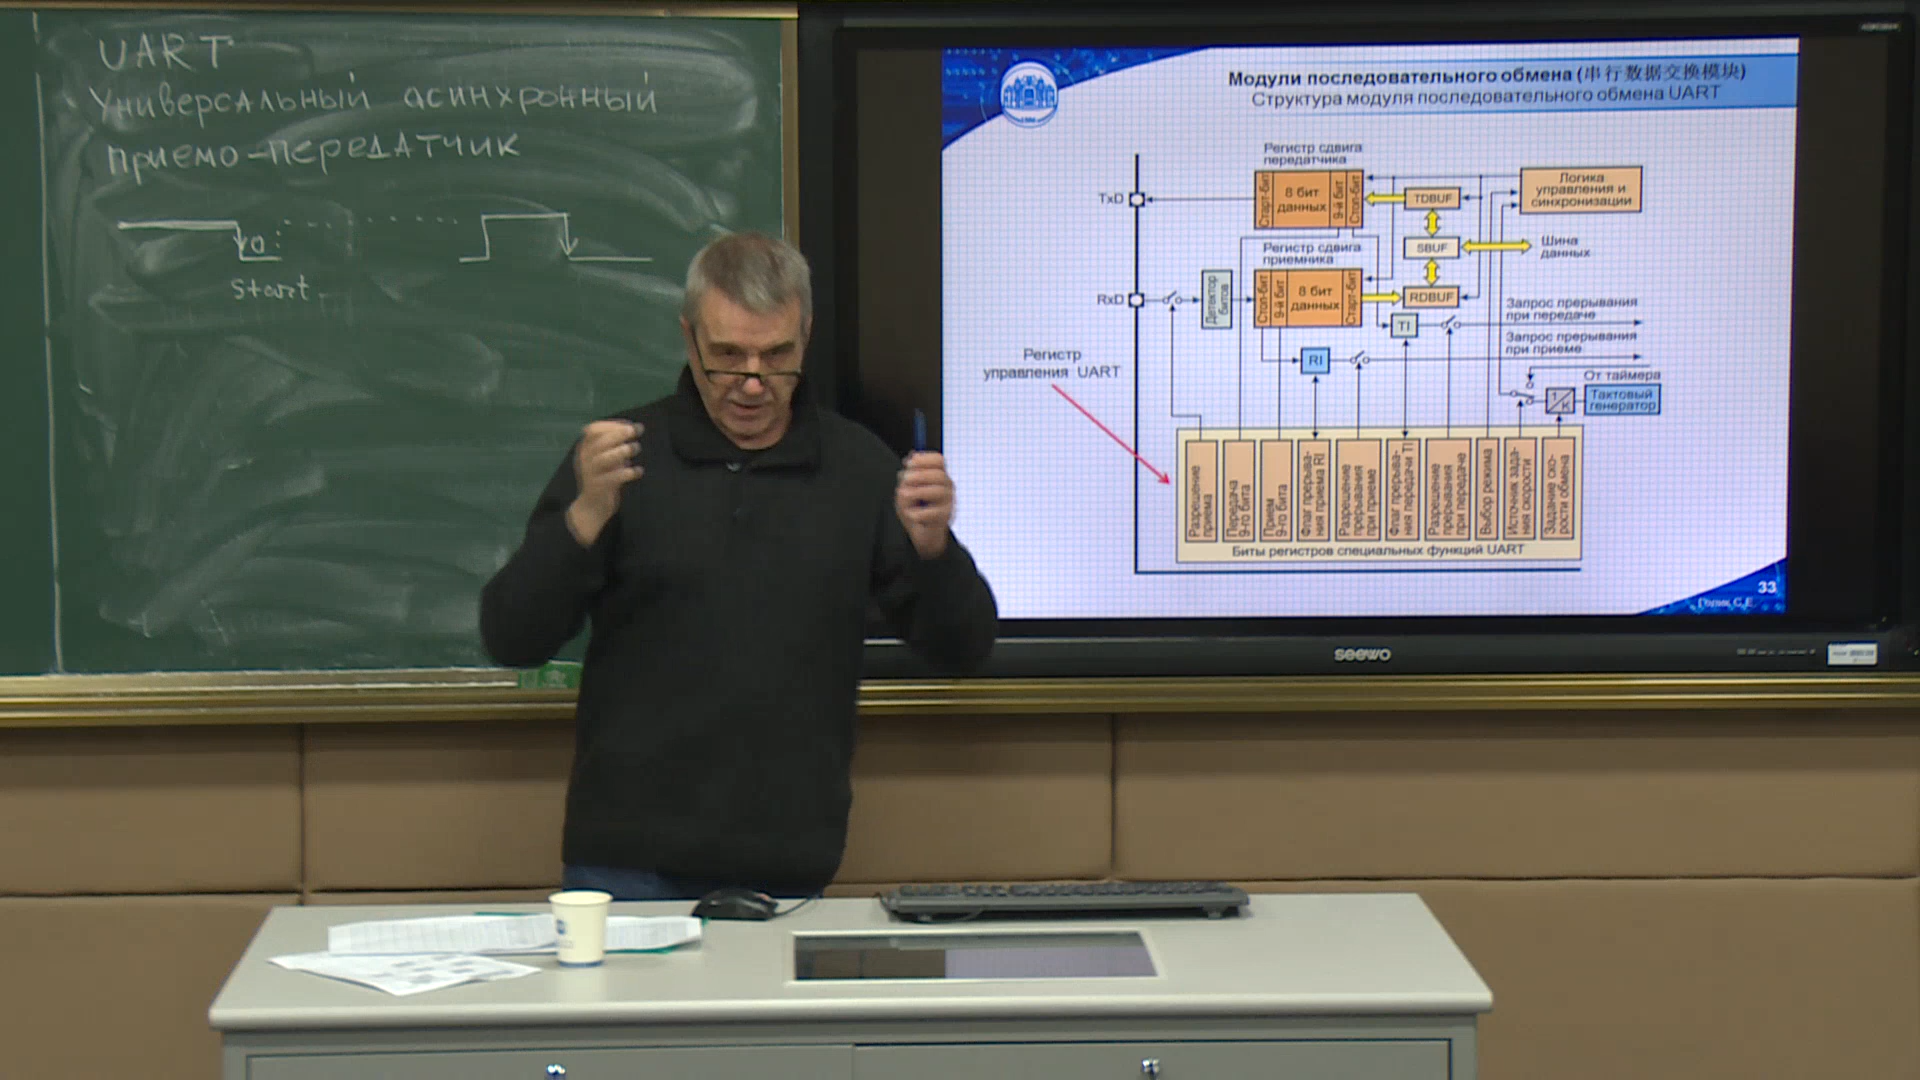 UART
Универсальный асинхронный
приемо-передатчик
0
start
Модули последовательного обмена (串行数据交换模块)
Структура модуля последовательного обмена UART
Регистр сдвига
передатчика
TxD
Старт-бит
8 бит
данных
9-й бит
Стоп-бит
TDBUF
Логика
управления и
синхронизации
SBUF
Шина
данных
Регистр сдвига
приемника
RxD
Детектор
битов
Стоп-бит
9-й бит
8 бит
данных
Старт-бит
RDBUF
Запрос прерывания
при передаче
TI
Запрос прерывания
при приеме
RI
От таймера
1/K
Тактовый
генератор
Регистр
управления UART
Разрешение
приема
Передача
9-го бита
Прием
9-го бита
Флаг прерыва-
ния приема RI
Разрешение
прерывания
при приеме
Флаг прерыва-
ния передачи TI
Разрешение
прерывания
при передаче
Выбор режима
Источник зада-
ния скорости
Задание ско-
рости обмена
Биты регистров специальных функций UART
33
Голик С.Е.
seewo